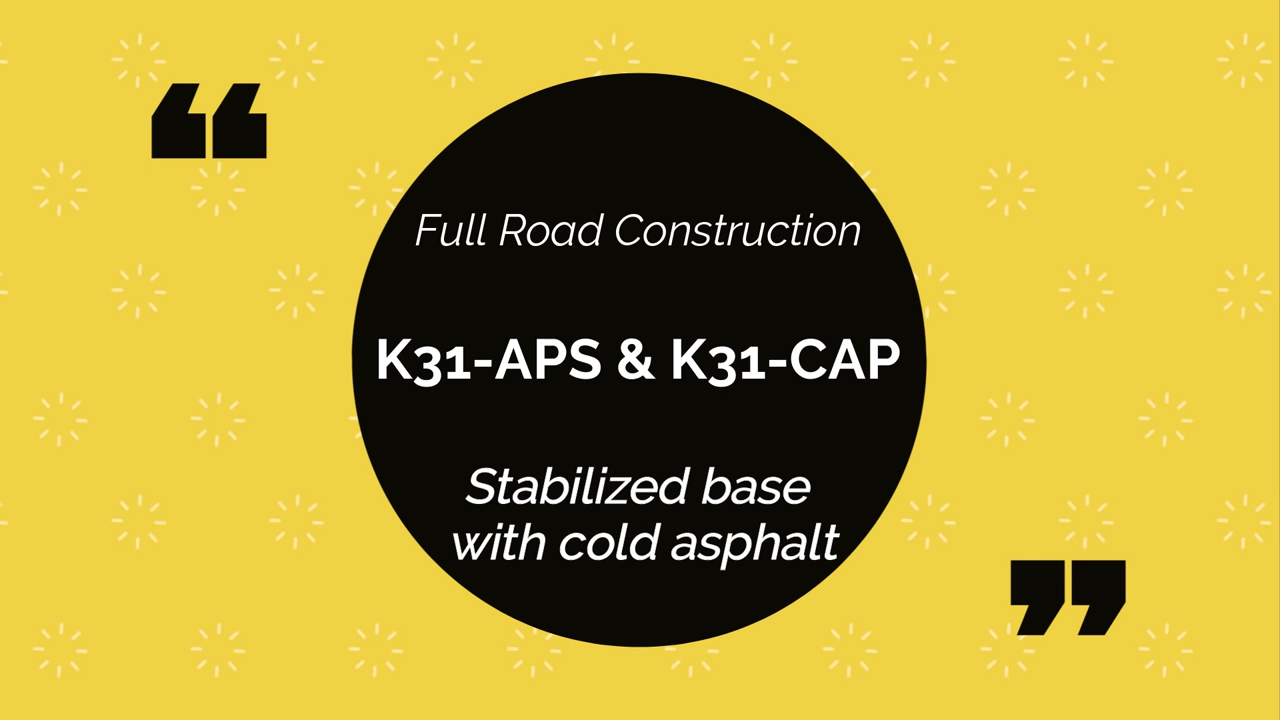 “
Full Road Construction
K31-APS & K31-CAP
Stabilized base
with cold asphalt
”